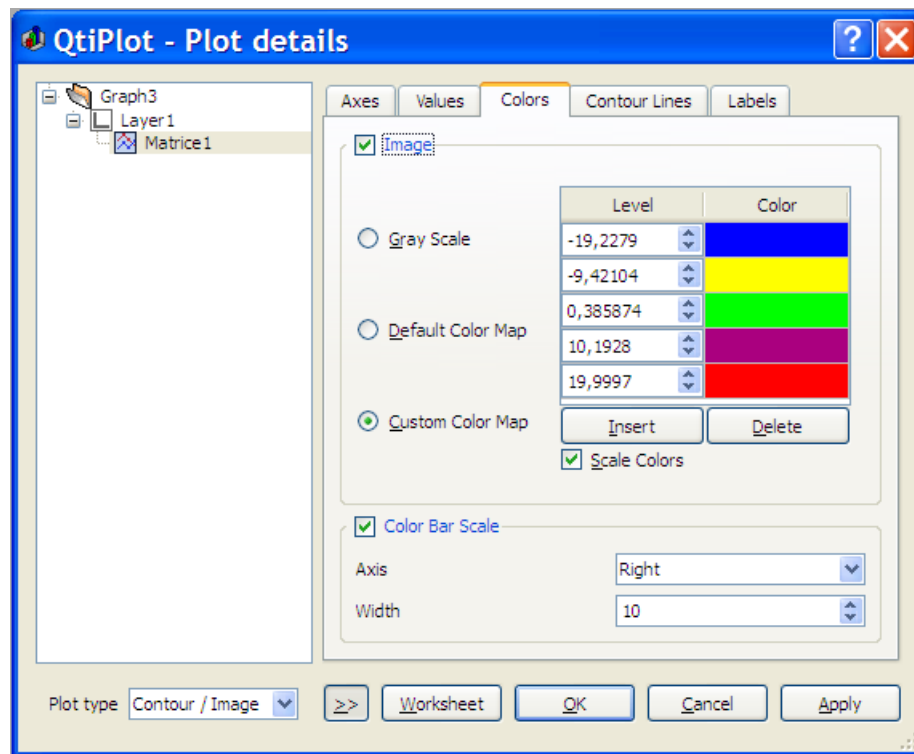 QtiPlot - Plot details
?
Graph3
Layer1
Matrice1
Axes Values Colors Contour Lines Labels
Image
Level Color
Gray Scale
-19,2279
-9,42104
0,385874
Default Color Map
10,1928
19,9997
Custom Color Map
Insert Delete
Scale Colors
Color Bar Scale
Axis Right
Width 10
Plot type Contour / Image >> Worksheet OK Cancel Apply